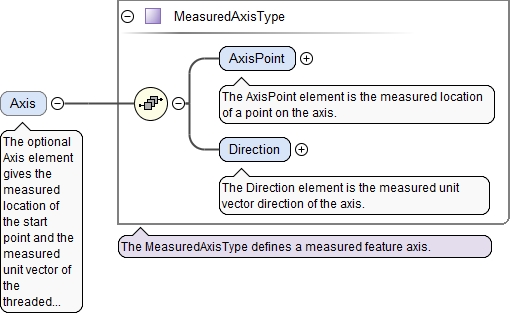 MeasuredAxisType
AxisPoint
The AxisPoint element is the measured location
of a point on the axis.
Axis
The optional
Axis element
gives the
measured
location of
the start
point and the
measured
unit vector of
the
threaded...
Direction
The Direction element is the measured unit
vector direction of the axis.
The MeasuredAxisType defines a measured feature axis.